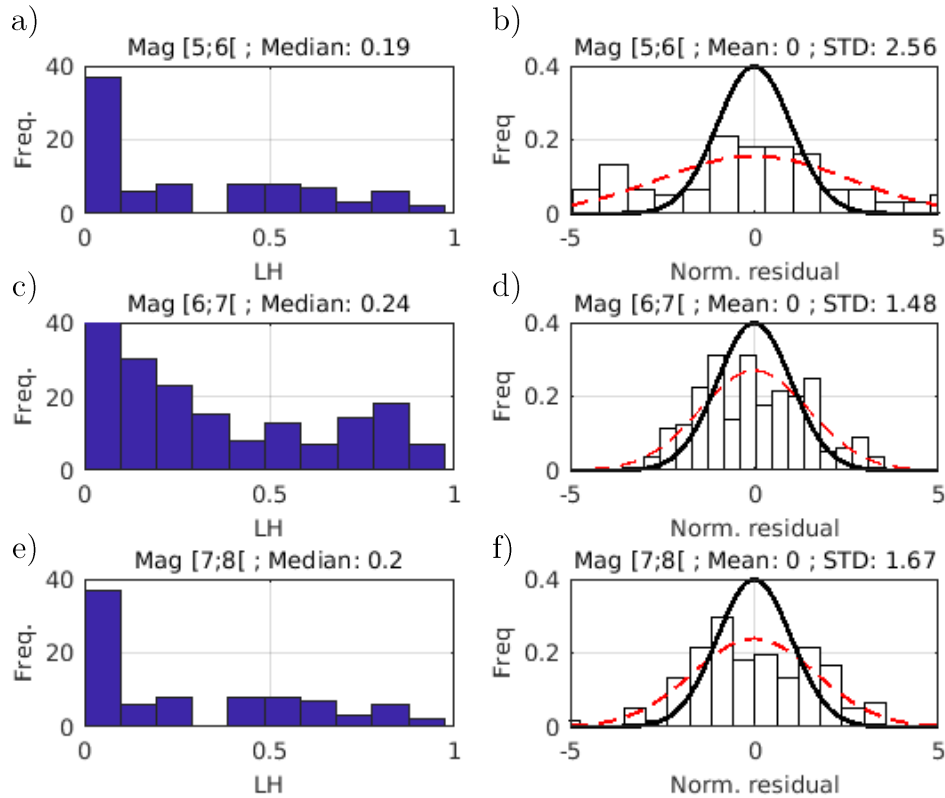 a)
Mag [5;6[ ; Median: 0.19
40
20
0
Freq.
0 0.5 1
LH
b)
Mag [5;6[ ; Mean: 0 ; STD: 2.56
0.4
0.2
0
Freq
-5 0 5
Norm. residual
c)
Mag [6;7[ ; Median: 0.24
40
20
0
Freq.
0 0.5 1
LH
d)
Mag [6;7[ ; Mean: 0 ; STD: 1.48
0.4
0.2
0
Freq.
-5 0 5
Norm. residual
e)
Mag [7;8[ ; Median: 0.2
40
20
0
Freq.
0 0.5 1
LH
f)
Mag [7;8[ ; Mean: 0 ; STD: 1.67
0.4
0.2
0
Freq
-5 0 5
Norm. residual